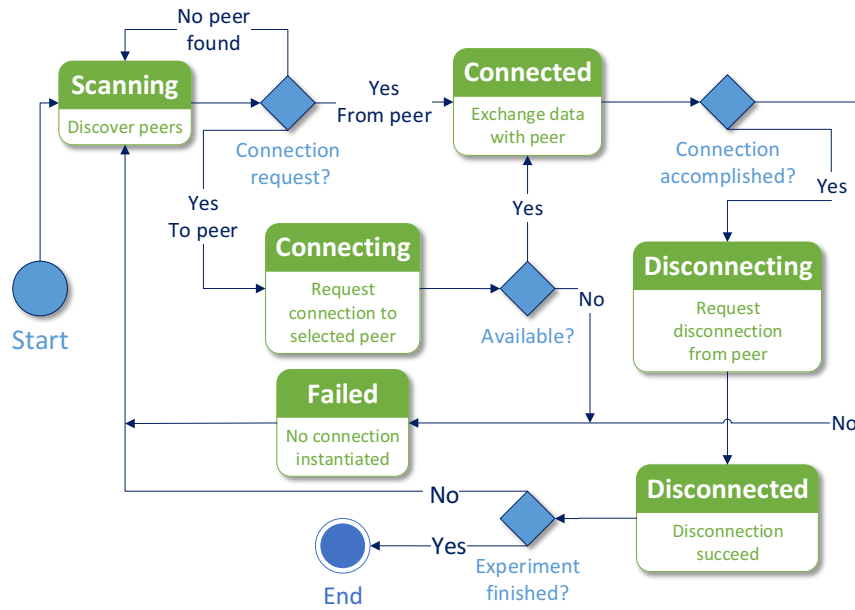 No peer
found
Scanning
Discover peers
Connection
request?
Yes
From peer
Connected
Exchange data
with peer
Connection
accomplished?
Yes
Yes
To peer
Yes
Start
Connecting
Request
connection to
selected peer
Available?
No
Disconnecting
Request
disconnection
from peer
Failed
No connection
instantiated
No
No
Disconnected
Disconnection
succeed
Experiment
finished?
Yes
End